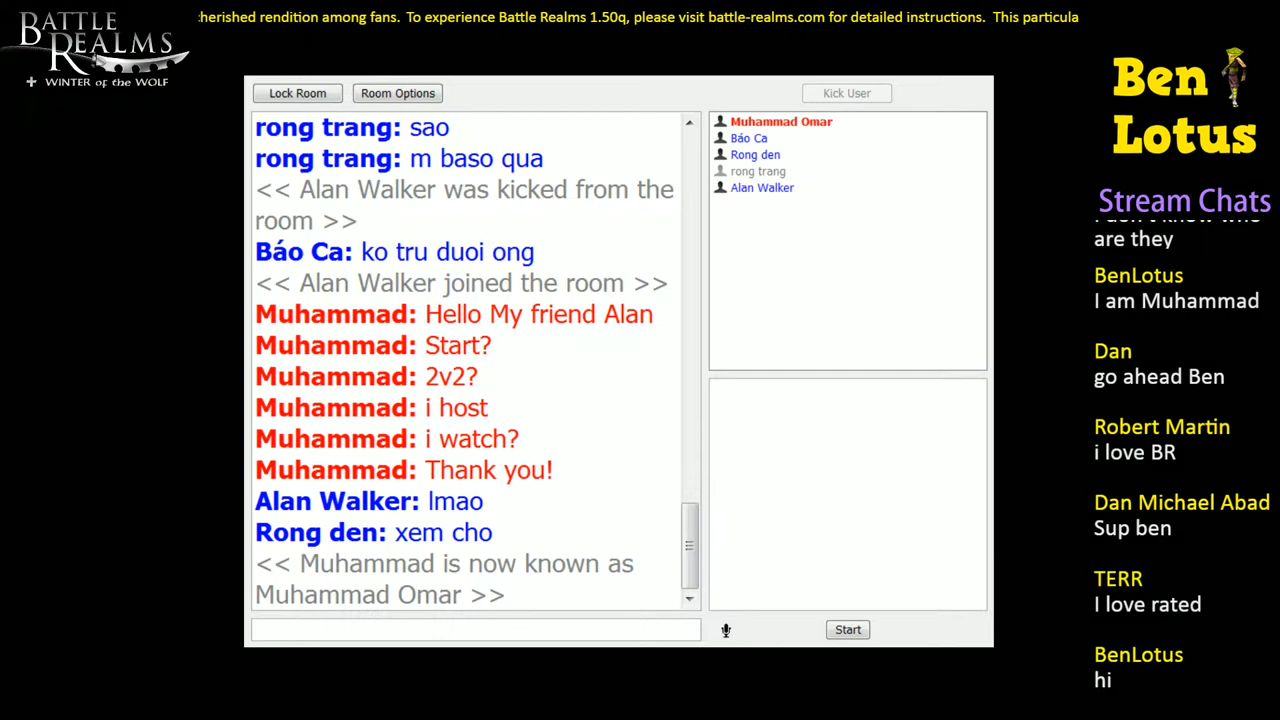 cherished rendition among fans.  To experience Battle Realms 1.50q, please visit battle-realms.com for detailed instructions.  This particula
BATTLE
REALMS
+ WINTER of the WOLF
Ben
Lotus
Stream Chats
Lock Room
Room Options
Kick User
rong trang: sao
rong trang: m baso qua
<< Alan Walker was kicked from the
room >>
Báo Ca: ko tru duoi ong
<< Alan Walker joined the room >>
Muhammad: Hello My friend Alan
Muhammad: Start?
Muhammad: 2v2?
Muhammad: i host
Muhammad: i watch?
Muhammad: Thank you!
Alan Walker: lmao
Rong den: xem cho
<< Muhammad is now known as
Muhammad Omar >>
Muhammad Omar
Báo Ca
Rong den
rong trang
Alan Walker
Start
I don't know who
are they
BenLotus
I am Muhammad
Dan
go ahead Ben
Robert Martin
i love BR
Dan Michael Abad
Sup ben
TERR
I love rated
BenLotus
hi